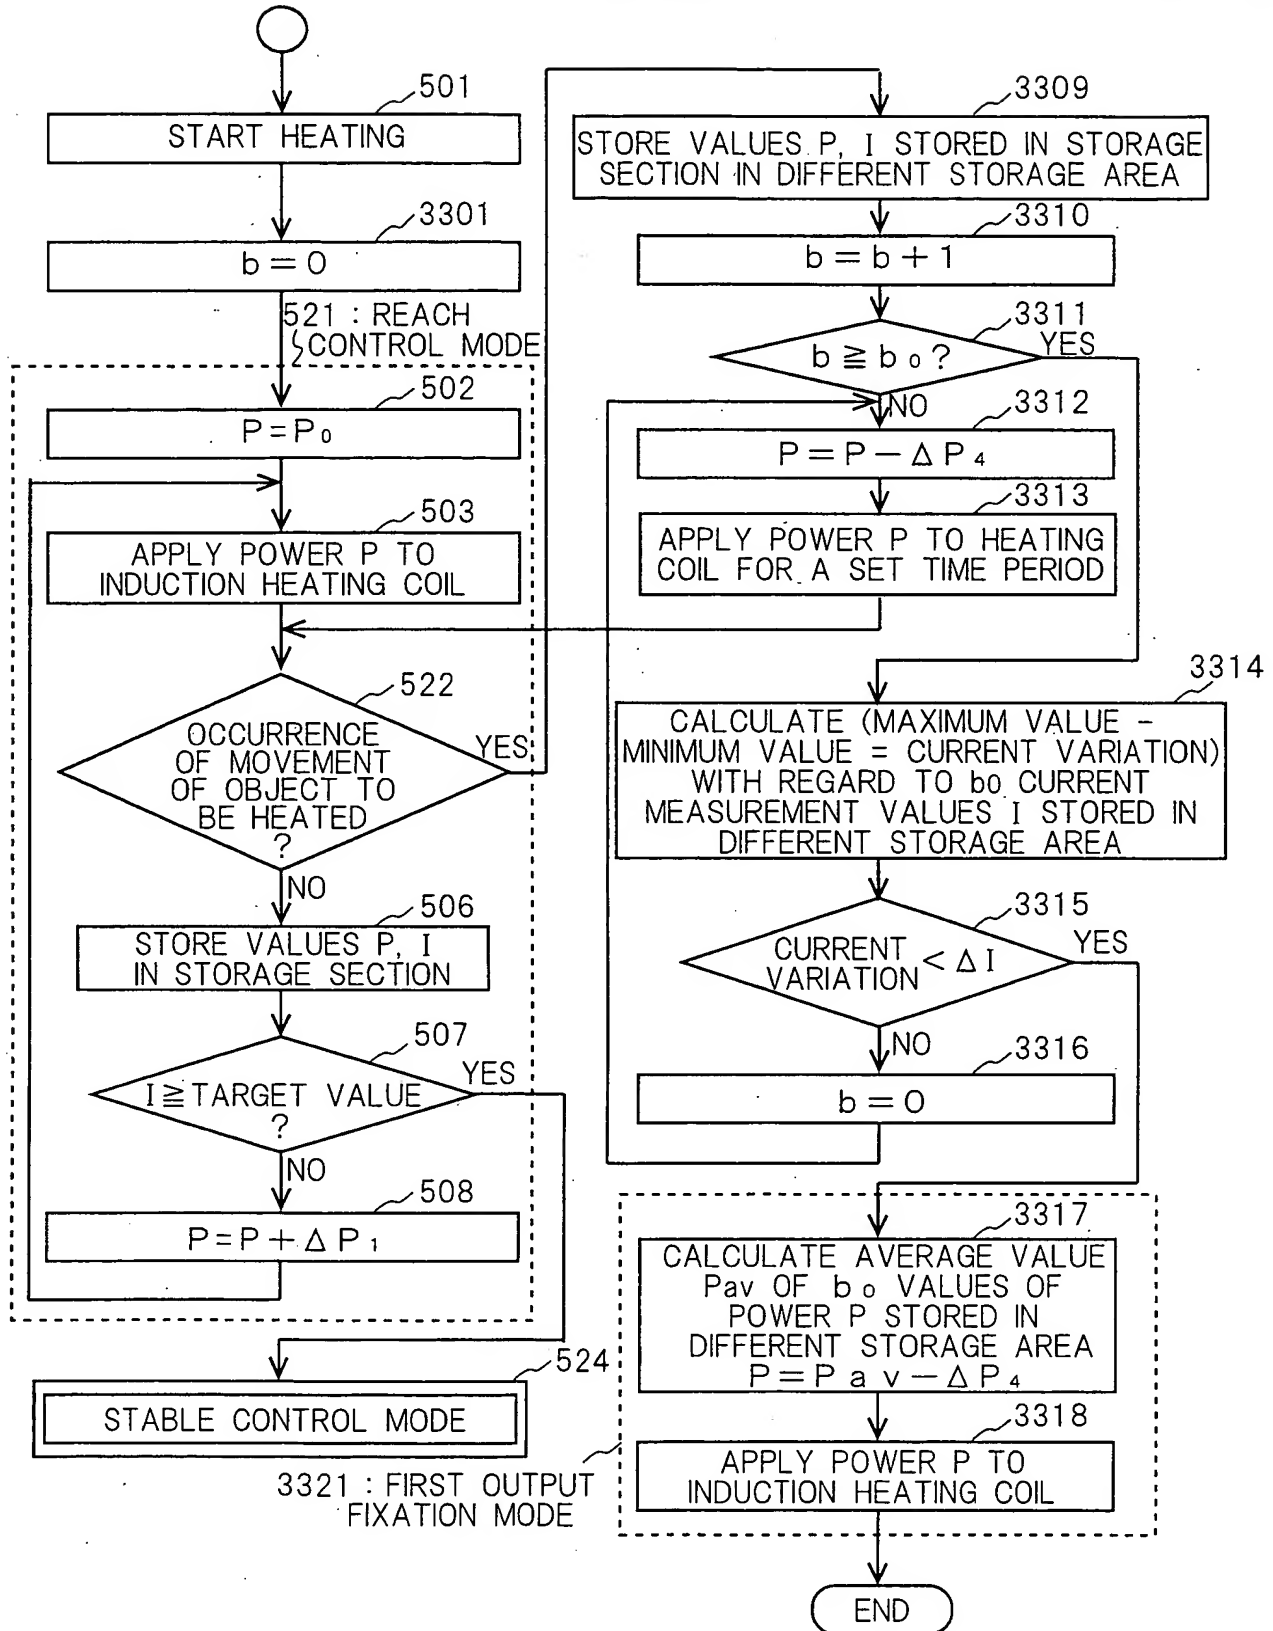 501
START HEATING
3301
b = 0
521 : REACH
CONTROL MODE
502
P = P0
503
APPLY POWER P TO
INDUCTION HEATING COIL
522
OCCURRENCE
OF MOVEMENT
OF OBJECT TO
BE HEATED
?
YES
NO
506
STORE VALUES P, I
IN STORAGE SECTION
507
I ≧ TARGET VALUE
?
YES
NO
508
P = P + Δ P1
524
STABLE CONTROL MODE
3309
STORE VALUES P, I STORED IN STORAGE
SECTION IN DIFFERENT STORAGE AREA
3310
b = b + 1
3311
b ≧ b0 ?
YES
NO
3312
P = P − Δ P4
3313
APPLY POWER P TO HEATING
COIL FOR A SET TIME PERIOD
3314
CALCULATE (MAXIMUM VALUE −
MINIMUM VALUE = CURRENT VARIATION)
WITH REGARD TO b0 CURRENT
MEASUREMENT VALUES I STORED IN
DIFFERENT STORAGE AREA
3315
CURRENT
VARIATION < Δ I
YES
NO
3316
b = 0
3317
CALCULATE AVERAGE VALUE
Pav OF b0 VALUES OF
POWER P STORED IN
DIFFERENT STORAGE AREA
P = P a v − Δ P4
3318
APPLY POWER P TO
INDUCTION HEATING COIL
3321 : FIRST OUTPUT
FIXATION MODE
END